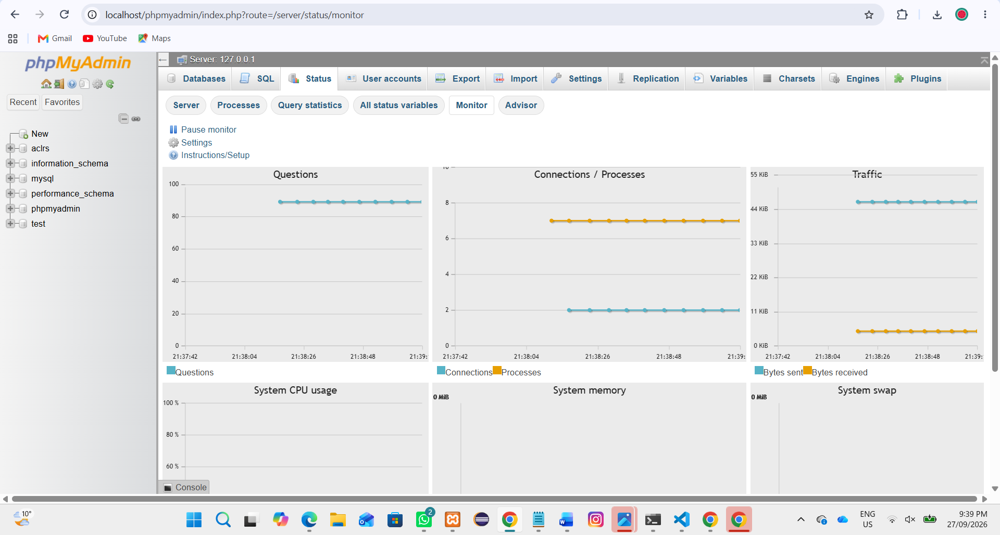 localhost/phpmyadmin/index.php?route=/server/status/monitor
Gmail
YouTube
Maps
phpMyAdmin
Recent
Favorites
New
aclrs
information_schema
mysql
performance_schema
phpmyadmin
test
Server: 127.0.0.1
Databases
SQL
Status
User accounts
Export
Import
Settings
Replication
Variables
Charsets
Engines
Plugins
Server
Processes
Query statistics
All status variables
Monitor
Advisor
Pause monitor
Settings
Instructions/Setup
Questions
100
80
60
40
20
0
21:37:42
21:38:04
21:38:26
21:38:48
21:39:
Questions
Connections / Processes
10
8
6
4
2
0
21:37:42
21:38:04
21:38:26
21:38:48
21:39:
Connections
Processes
Traffic
55 KiB
44 KiB
33 KiB
22 KiB
11 KiB
0 KiB
21:37:42
21:38:04
21:38:26
21:38:48
21:39:
Bytes sent
Bytes received
System CPU usage
100 %
80 %
60 %
System memory
0 MiB
System swap
0 MiB
Console
10°
2
ENG
US
9:39 PM
27/09/2026